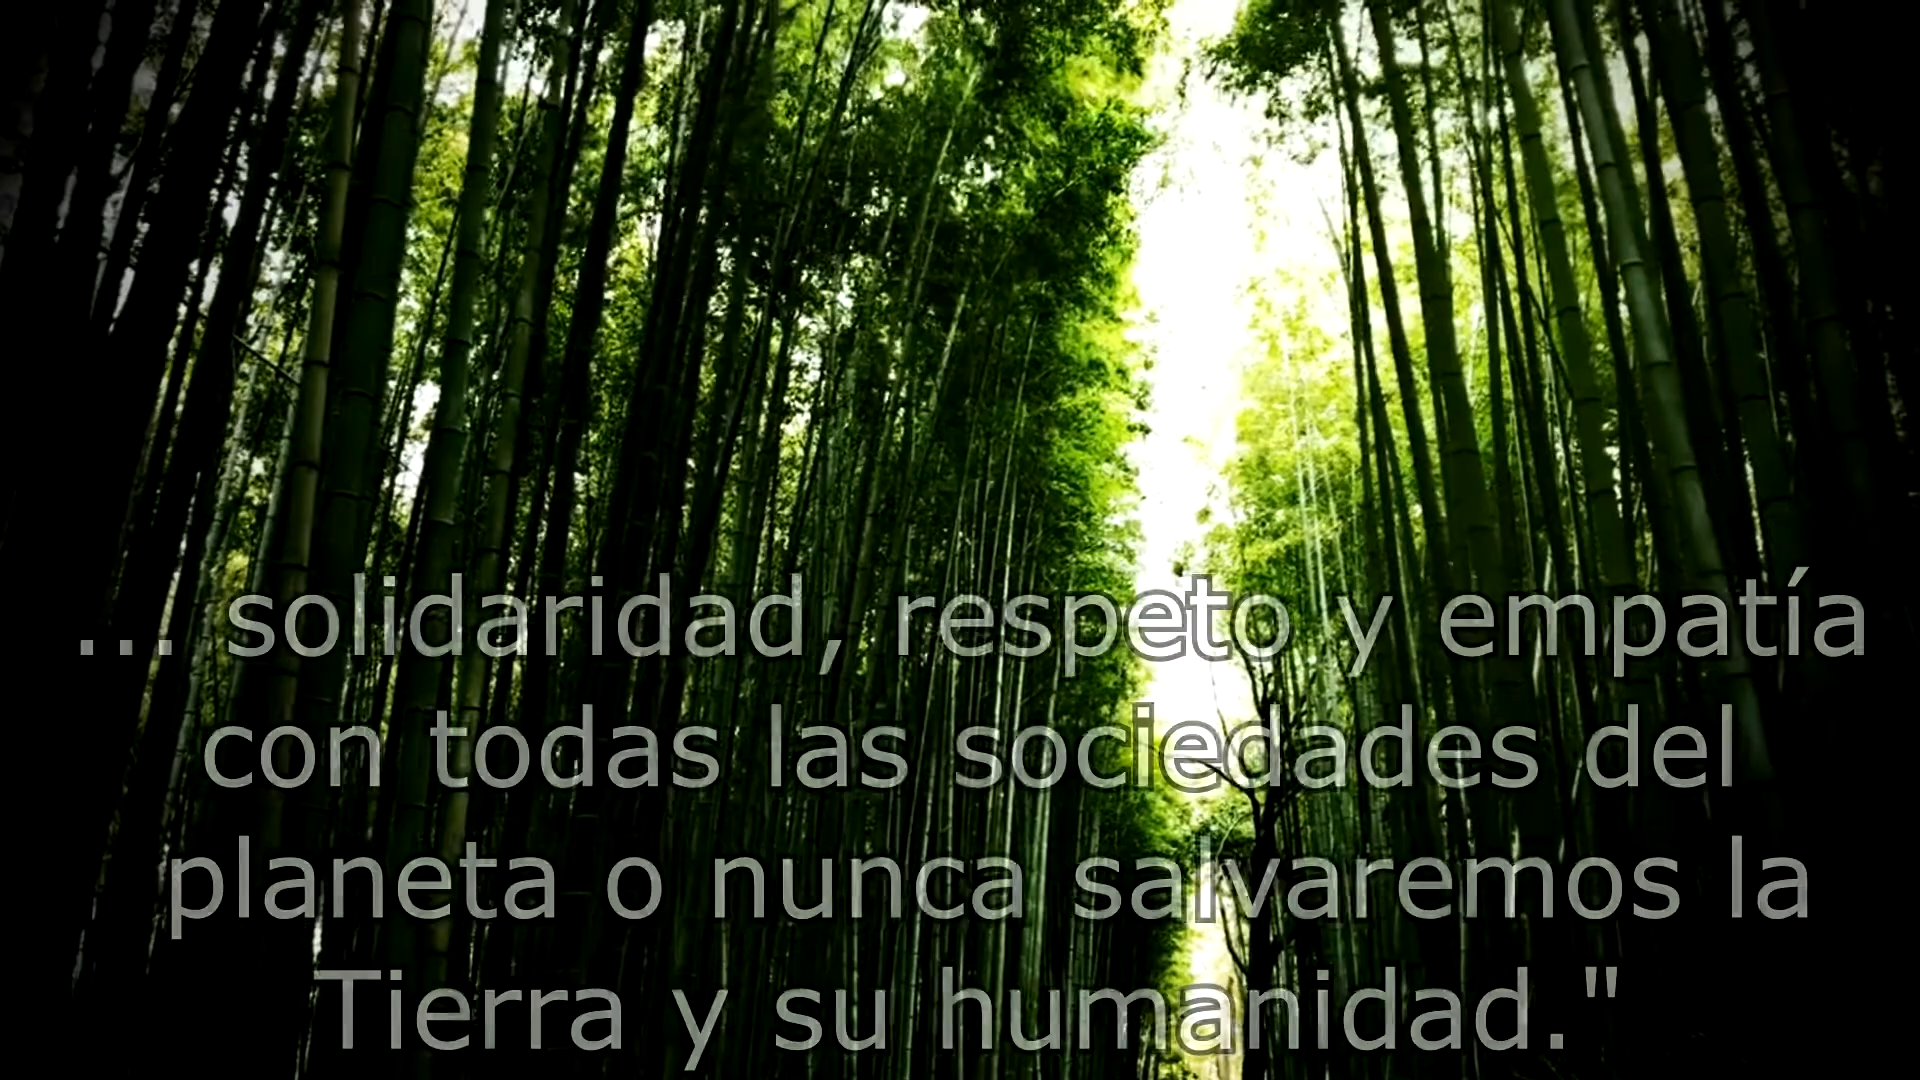 ... solidaridad, respeto y empatía
con todas las sociedades del
planeta o nunca salvaremos la
Tierra y su humanidad."